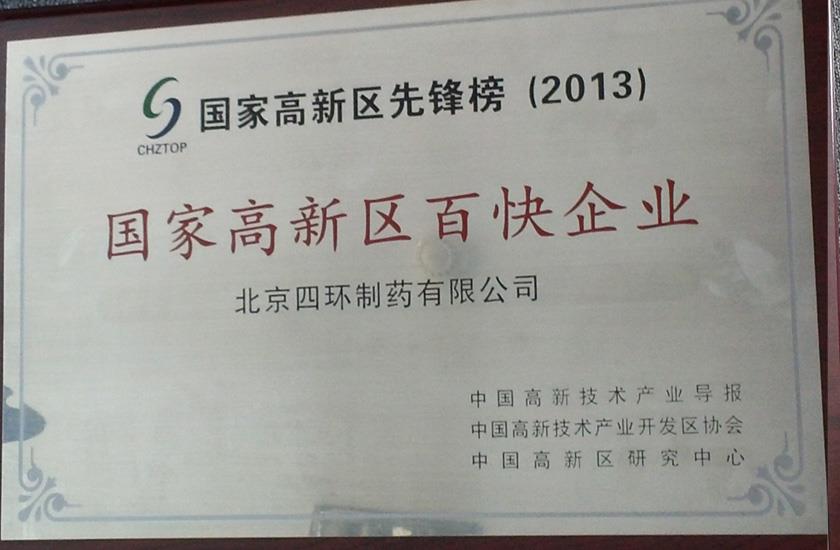 国家高新区先锋榜（2013）
CHZTOP
国家高新区百快企业
北京四环制药有限公司
中国高新技术产业导报
中国高新技术产业开发区协会
中国高新区研究中心